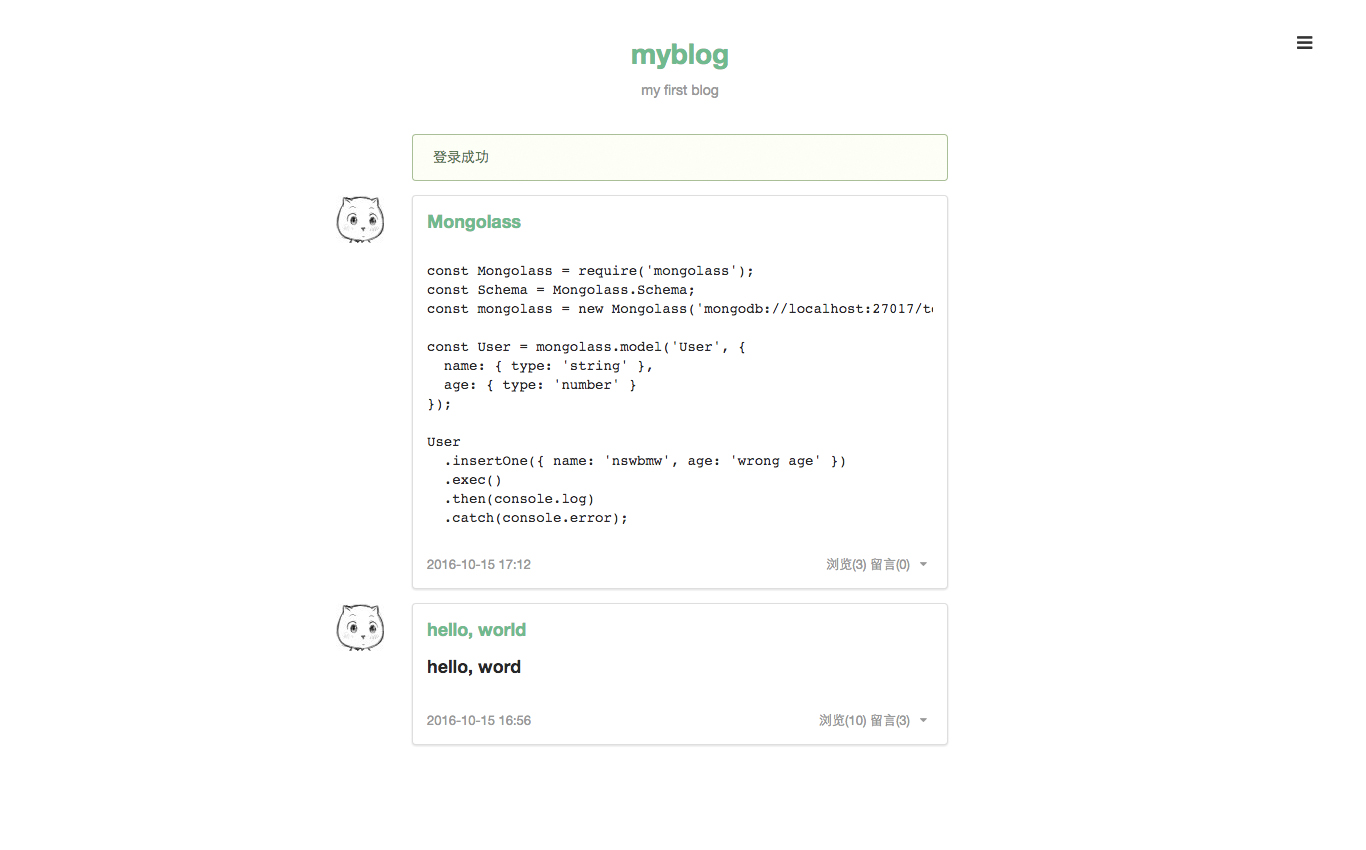 myblog
my first blog
登录成功
Mongolass
const Mongolass = require('mongolass');
const Schema = Mongolass.Schema;
const mongolass = new Mongolass('mongodb://localhost:27017/te
const User = mongolass.model('User', {
  name: { type: 'string' },
  age: { type: 'number' }
});
User
  .insertOne({ name: 'nswbmw', age: 'wrong age' })
  .exec()
  .then(console.log)
  .catch(console.error);
2016-10-15 17:12 浏览(3) 留言(0)
hello, world
hello, word
2016-10-15 16:56 浏览(10) 留言(3)